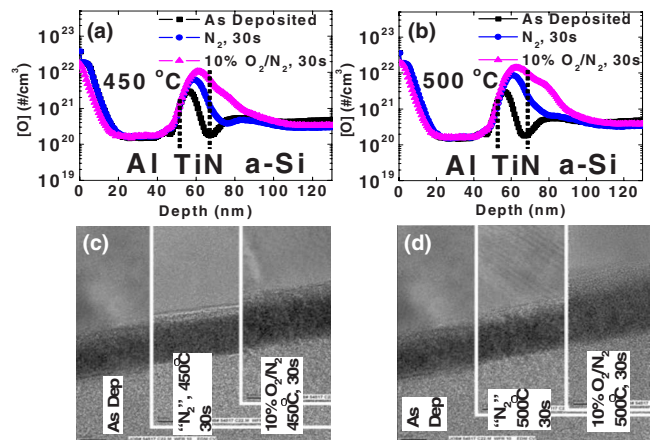 (a)
As Deposited
N2, 30s
10% O2/N2, 30s
450 °C
[O] (#/cm3)
10^23
10^22
10^21
10^20
10^19
Al TiN a-Si
0 20 40 60 80 100 120
Depth (nm)
(b)
As Deposited
N2, 30s
10% O2/N2, 30s
500 °C
[O] (#/cm3)
10^23
10^22
10^21
10^20
10^19
Al TiN a-Si
0 20 40 60 80 100 120
Depth (nm)
(c)
As Dep
“N2”, 450°C
30s
10% O2/N2
450°C, 30s
(d)
As
Dep
“N2”
500°C
30s
10% O2/N2
500°C, 30s